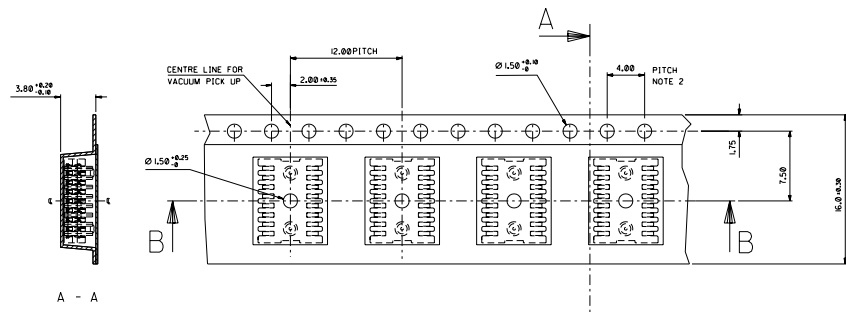 A
12.00 PITCH
CENTRE LINE FOR
VACUUM PICK UP
2.00 ±0.35
Ø 1.50 +0.10 -0
4.00
PITCH
NOTE 2
3.80 +0.20 -0.10
1.75
Ø 1.50 +0.25 -0
7.50
16.0 ±0.30
B
B
A - A